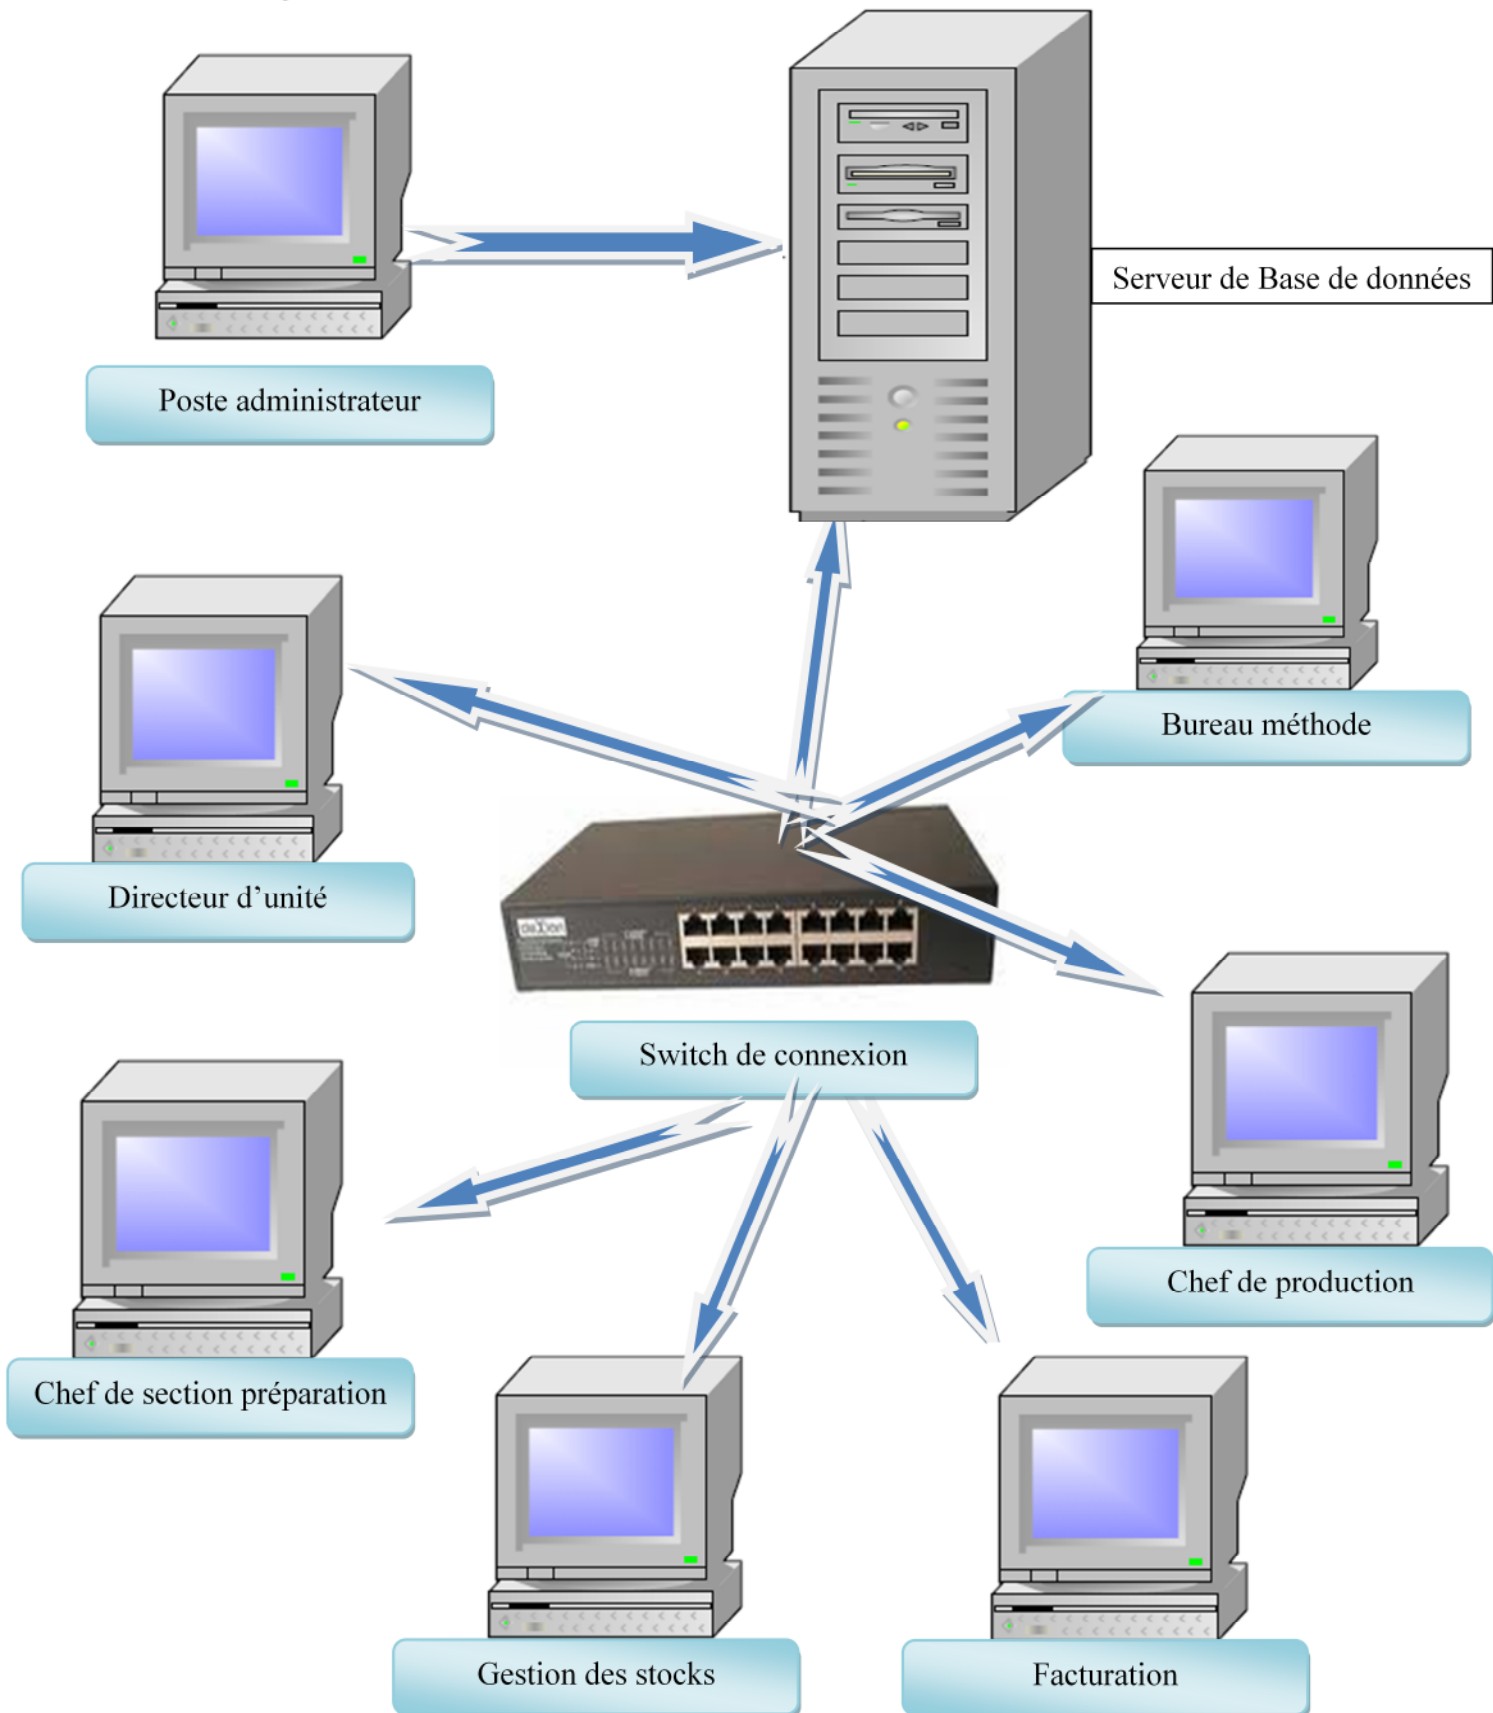 Serveur de Base de données
Poste administrateur
Bureau méthode
Directeur d’unité
Switch de connexion
Chef de production
Chef de section préparation
Gestion des stocks
Facturation